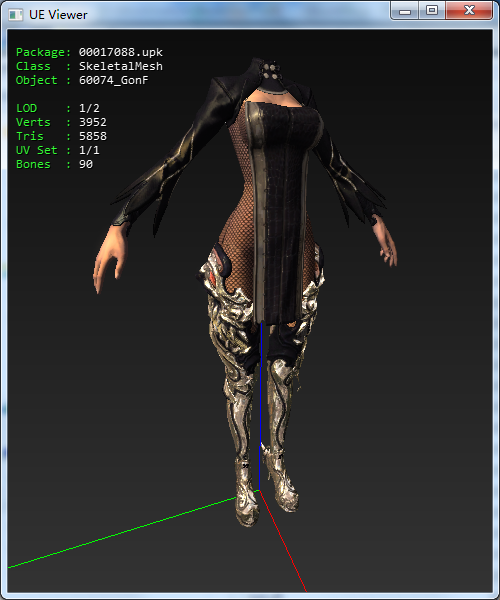 UE Viewer
Package: 00017088.upk
Class : SkeletalMesh
Object : 60074_GonF
LOD : 1/2
Verts : 3952
Tris : 5858
UV Set : 1/1
Bones : 90